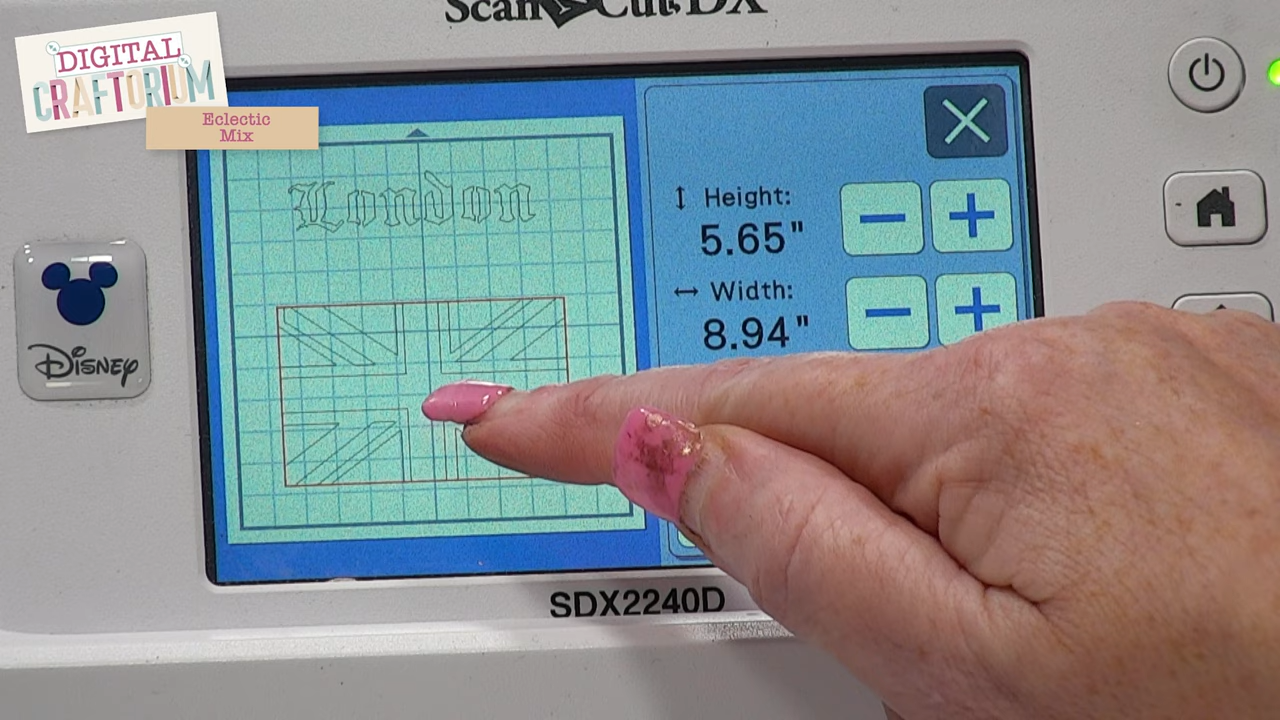 ScanNCut DX
DIGITAL
CRAFTORIUM
Eclectic
Mix
London
Height:
5.65"
Width:
8.94"
Disney
SDX2240D